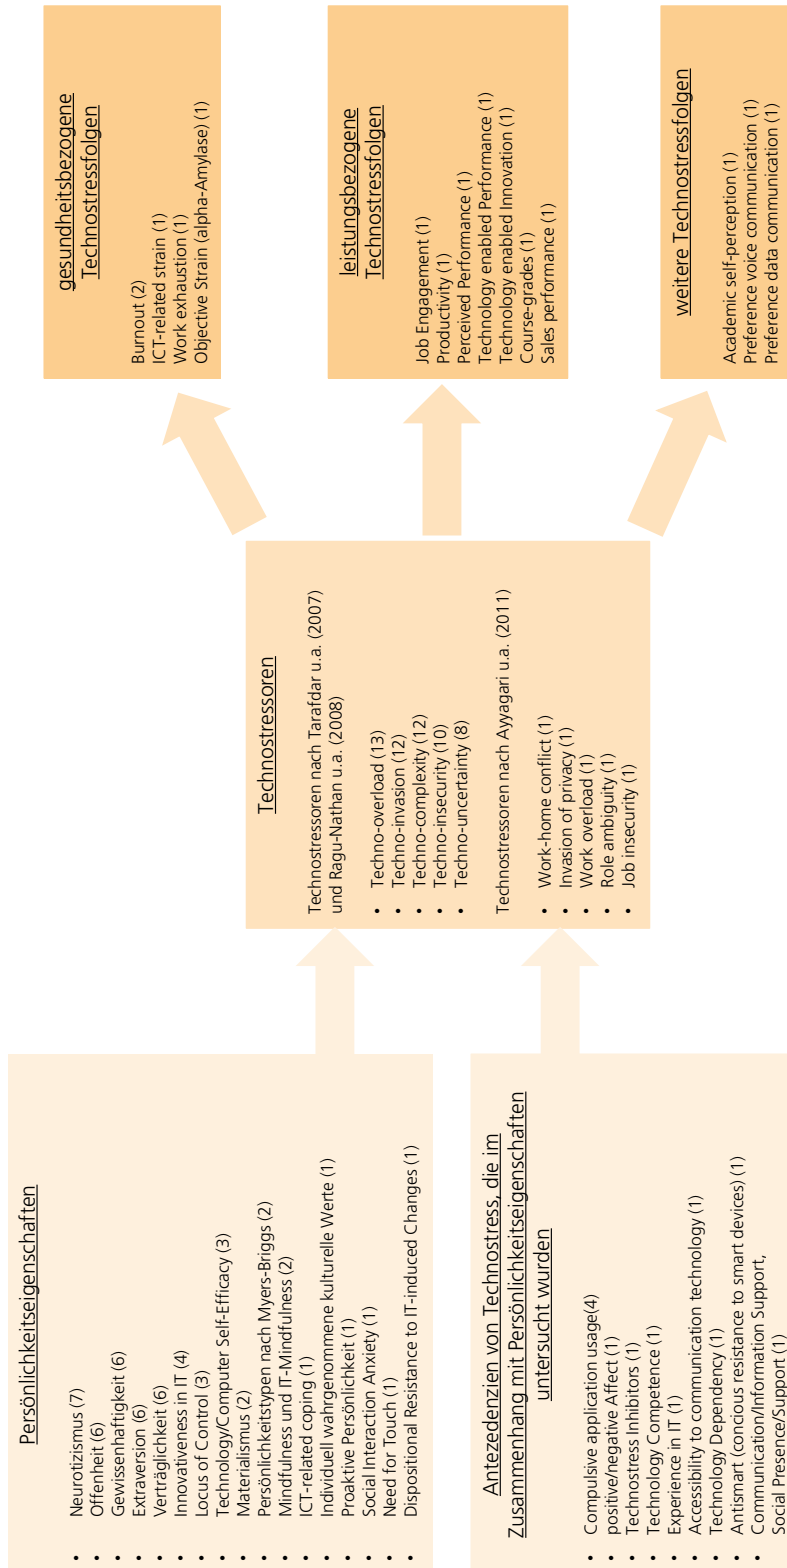 Persönlichkeitseigenschaften
• Neurotizismus (7)
• Offenheit (6)
• Gewissenhaftigkeit (6)
• Extraversion (6)
• Verträglichkeit (6)
• Innovativeness in IT (4)
• Locus of Control (3)
• Technology/Computer Self-Efficacy (3)
• Materialismus (2)
• Persönlichkeitstypen nach Myers-Briggs (2)
• Mindfulness und IT-Mindfulness (2)
• ICT-related coping (1)
• Individuell wahrgenommene kulturelle Werte (1)
• Proaktive Persönlichkeit (1)
• Social Interaction Anxiety (1)
• Need for Touch (1)
• Dispositional Resistance to IT-induced Changes (1)
Antezedenzien von Technostress, die im
Zusammenhang mit Persönlichkeitseigenschaften
untersucht wurden
• Compulsive application usage(4)
• positive/negative Affect (1)
• Technostress Inhibitors (1)
• Technology Competence (1)
• Experience in IT (1)
• Accessibility to communication technology (1)
• Technology Dependency (1)
• Antismart (concious resistance to smart devices) (1)
• Communication/Information Support,
Social Presence/Support (1)
Technostressoren
Technostressoren nach Tarafdar u.a. (2007)
und Ragu-Nathan u.a. (2008)
• Techno-overload (13)
• Techno-invasion (12)
• Techno-complexity (12)
• Techno-insecurity (10)
• Techno-uncertainty (8)
Technostressoren nach Ayyagari u.a. (2011)
• Work-home conflict (1)
• Invasion of privacy (1)
• Work overload (1)
• Role ambiguity (1)
• Job insecurity (1)
gesundheitsbezogene
Technostressfolgen
Burnout (2)
ICT-related strain (1)
Work exhaustion (1)
Objective Strain (alpha-Amylase) (1)
leistungsbezogene
Technostressfolgen
Job Engagement (1)
Productivity (1)
Perceived Performance (1)
Technology enabled Performance (1)
Technology enabled Innovation (1)
Course-grades (1)
Sales performance (1)
weitere Technostressfolgen
Academic self-perception (1)
Preference voice communication (1)
Preference data communication (1)